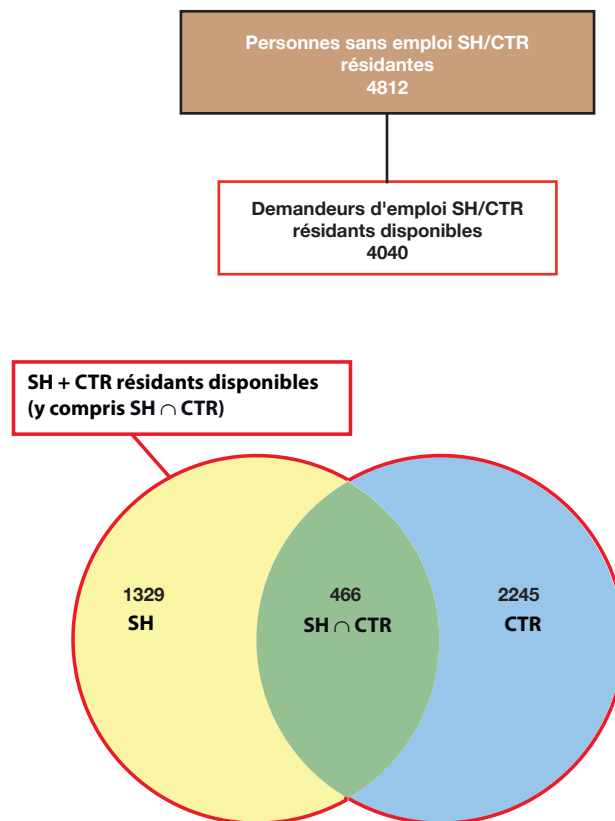 Personnes sans emploi SH/CTR
résidantes
4812
Demandeurs d'emploi SH/CTR
résidants disponibles
4040
SH + CTR résidants disponibles
(y compris SH ∩ CTR)
1329
SH
466
SH ∩ CTR
2245
CTR